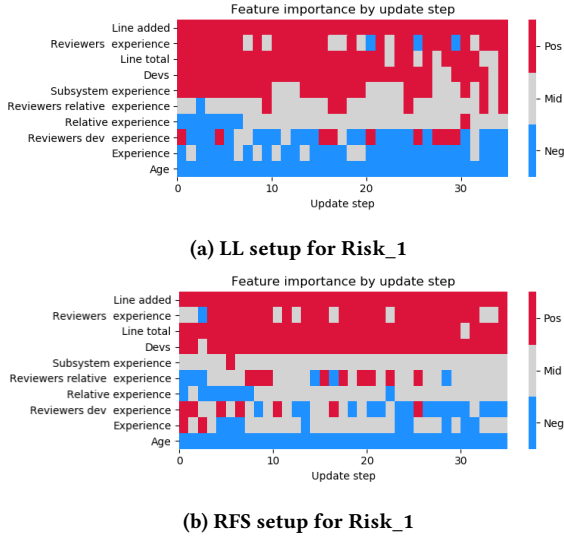 Feature importance by update step
Line added
Reviewers  experience
Line total
Devs
Subsystem experience
Reviewers relative  experience
Relative experience
Reviewers dev  experience
Experience
Age
0
10
20
30
Update step
Pos
Mid
Neg
(a) LL setup for Risk_1
Feature importance by update step
Line added
Reviewers  experience
Line total
Devs
Subsystem experience
Reviewers relative  experience
Relative experience
Reviewers dev  experience
Experience
Age
0
10
20
30
Update step
Pos
Mid
Neg
(b) RFS setup for Risk_1